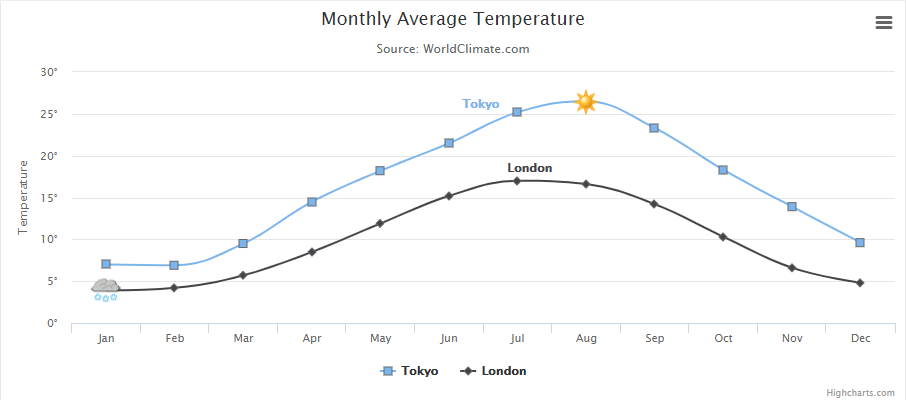 Monthly Average Temperature
Source: WorldClimate.com
Temperature
30°
25°
20°
15°
10°
5°
0°
Tokyo
London
Jan Feb Mar Apr May Jun Jul Aug Sep Oct Nov Dec
Tokyo London
Highcharts.com